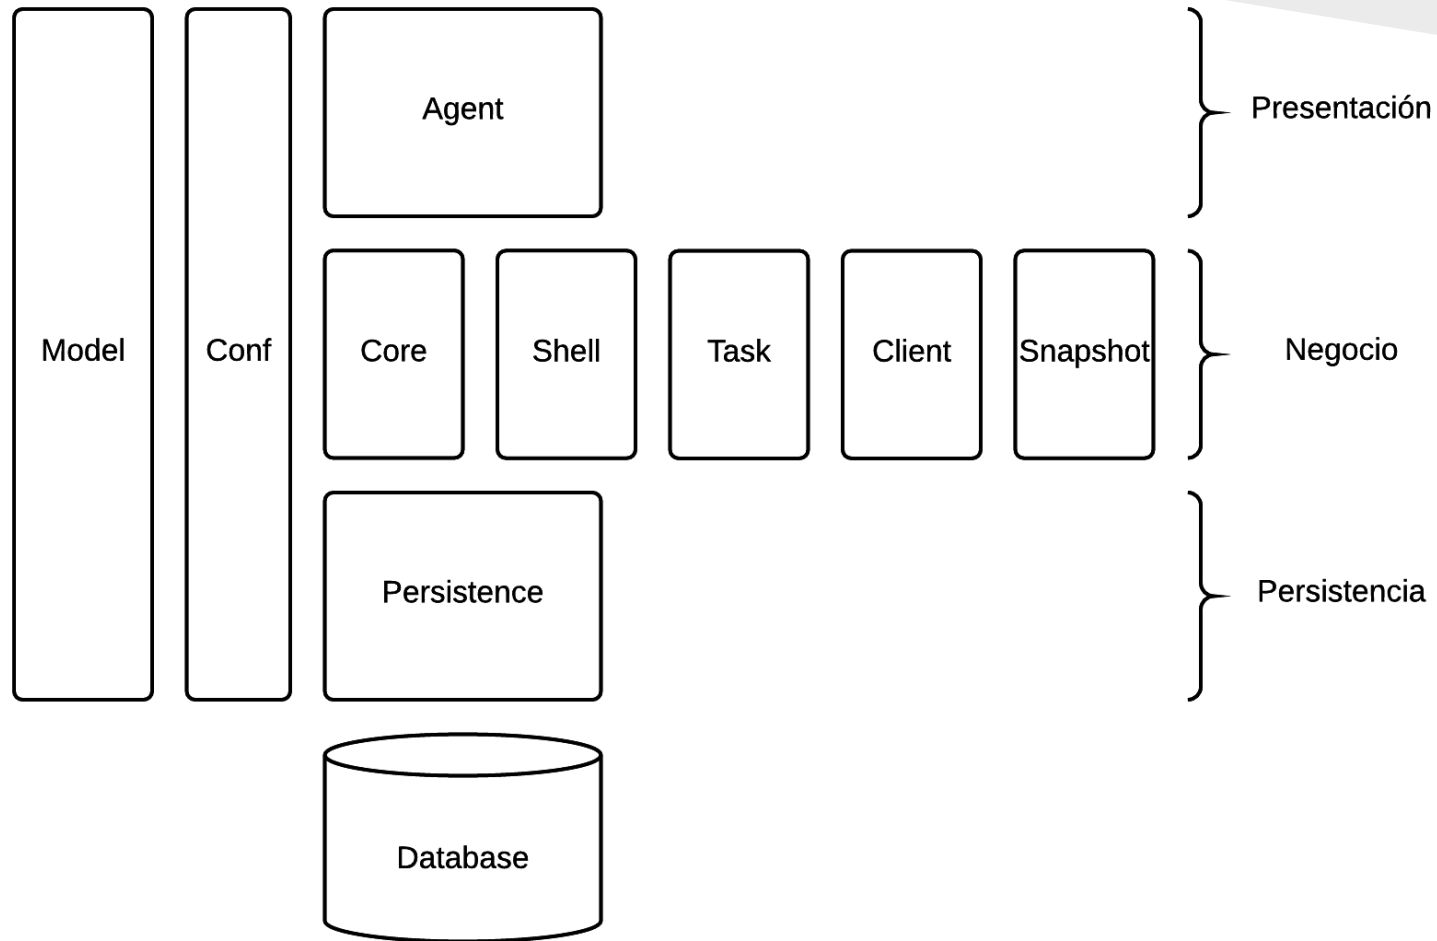 Agent
Presentación
Model
Conf
Core
Shell
Task
Client
Snapshot
Negocio
Persistence
Persistencia
Database